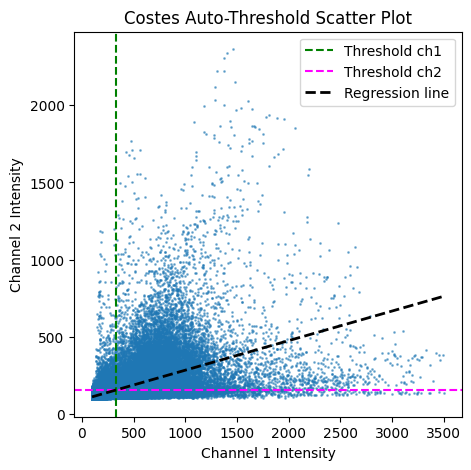 Costes Auto-Threshold Scatter Plot
Threshold ch1
Threshold ch2
Regression line
Channel 2 Intensity
2000
1500
1000
500
0
0 500 1000 1500 2000 2500 3000 3500
Channel 1 Intensity